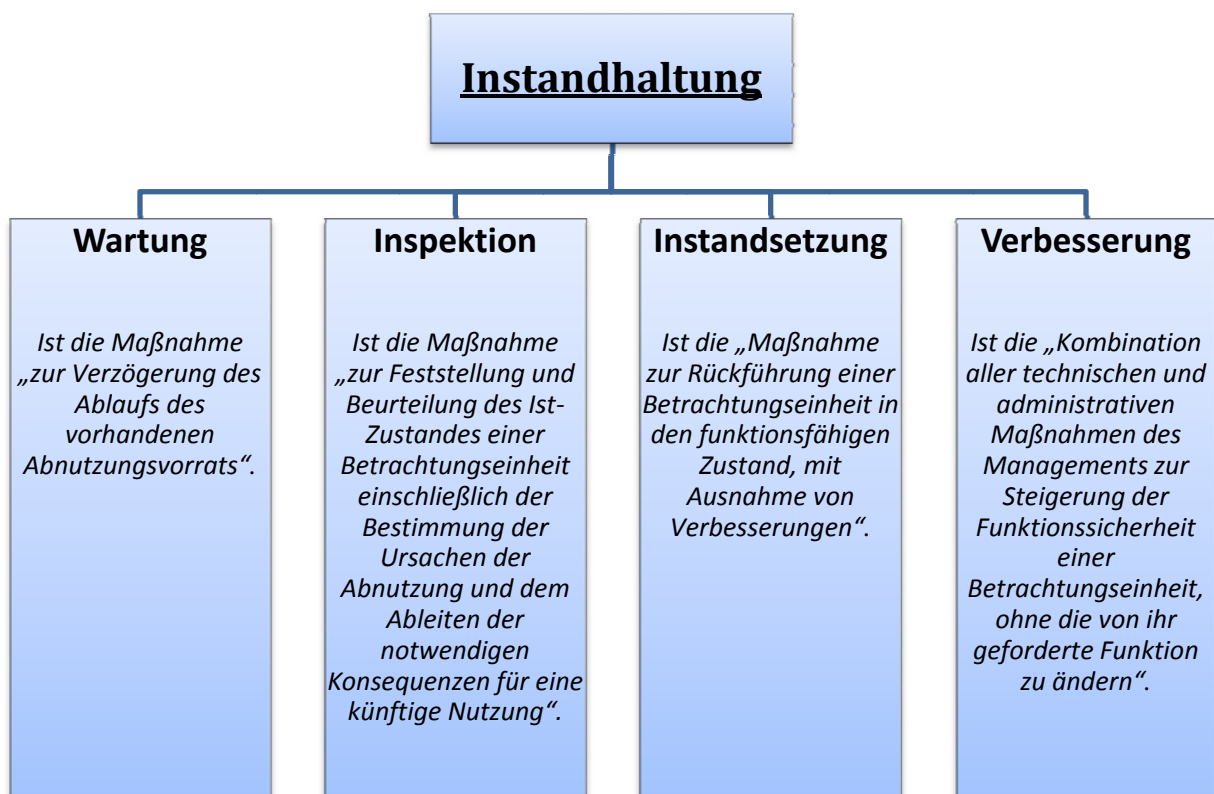 Instandhaltung
Wartung
Ist die Maßnahme
„zur Verzögerung des
Ablaufs des
vorhandenen
Abnutzungsvorrats“.
Inspektion
Ist die Maßnahme
„zur Feststellung und
Beurteilung des Ist-
Zustandes einer
Betrachtungseinheit
einschließlich der
Bestimmung der
Ursachen der
Abnutzung und dem
Ableiten der
notwendigen
Konsequenzen für eine
künftige Nutzung“.
Instandsetzung
Ist die „Maßnahme
zur Rückführung einer
Betrachtungseinheit in
den funktionsfähigen
Zustand, mit
Ausnahme von
Verbesserungen“.
Verbesserung
Ist die „Kombination
aller technischen und
administrativen
Maßnahmen des
Managements zur
Steigerung der
Funktionssicherheit
einer
Betrachtungseinheit,
ohne die von ihr
geforderte Funktion
zu ändern“.